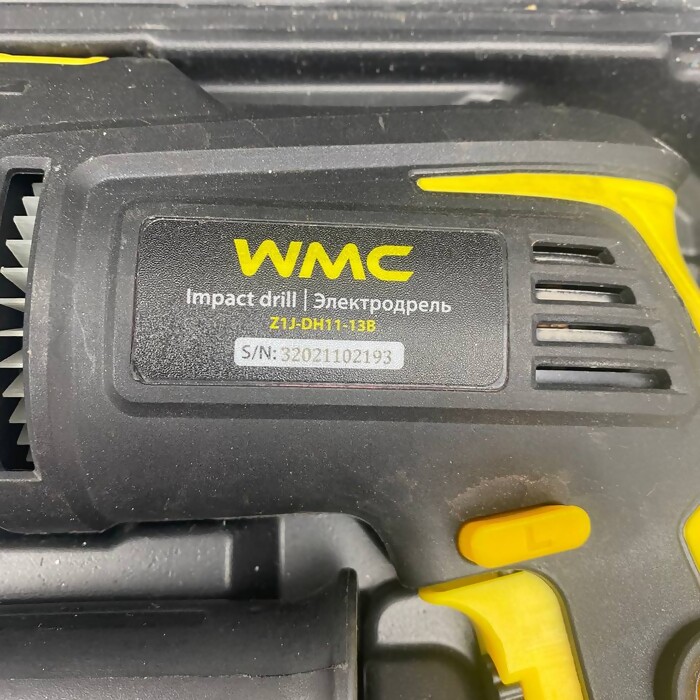 WMC
Impact drill | Электродрель
Z1J-DH11-13B
S/N: 32021102193
L